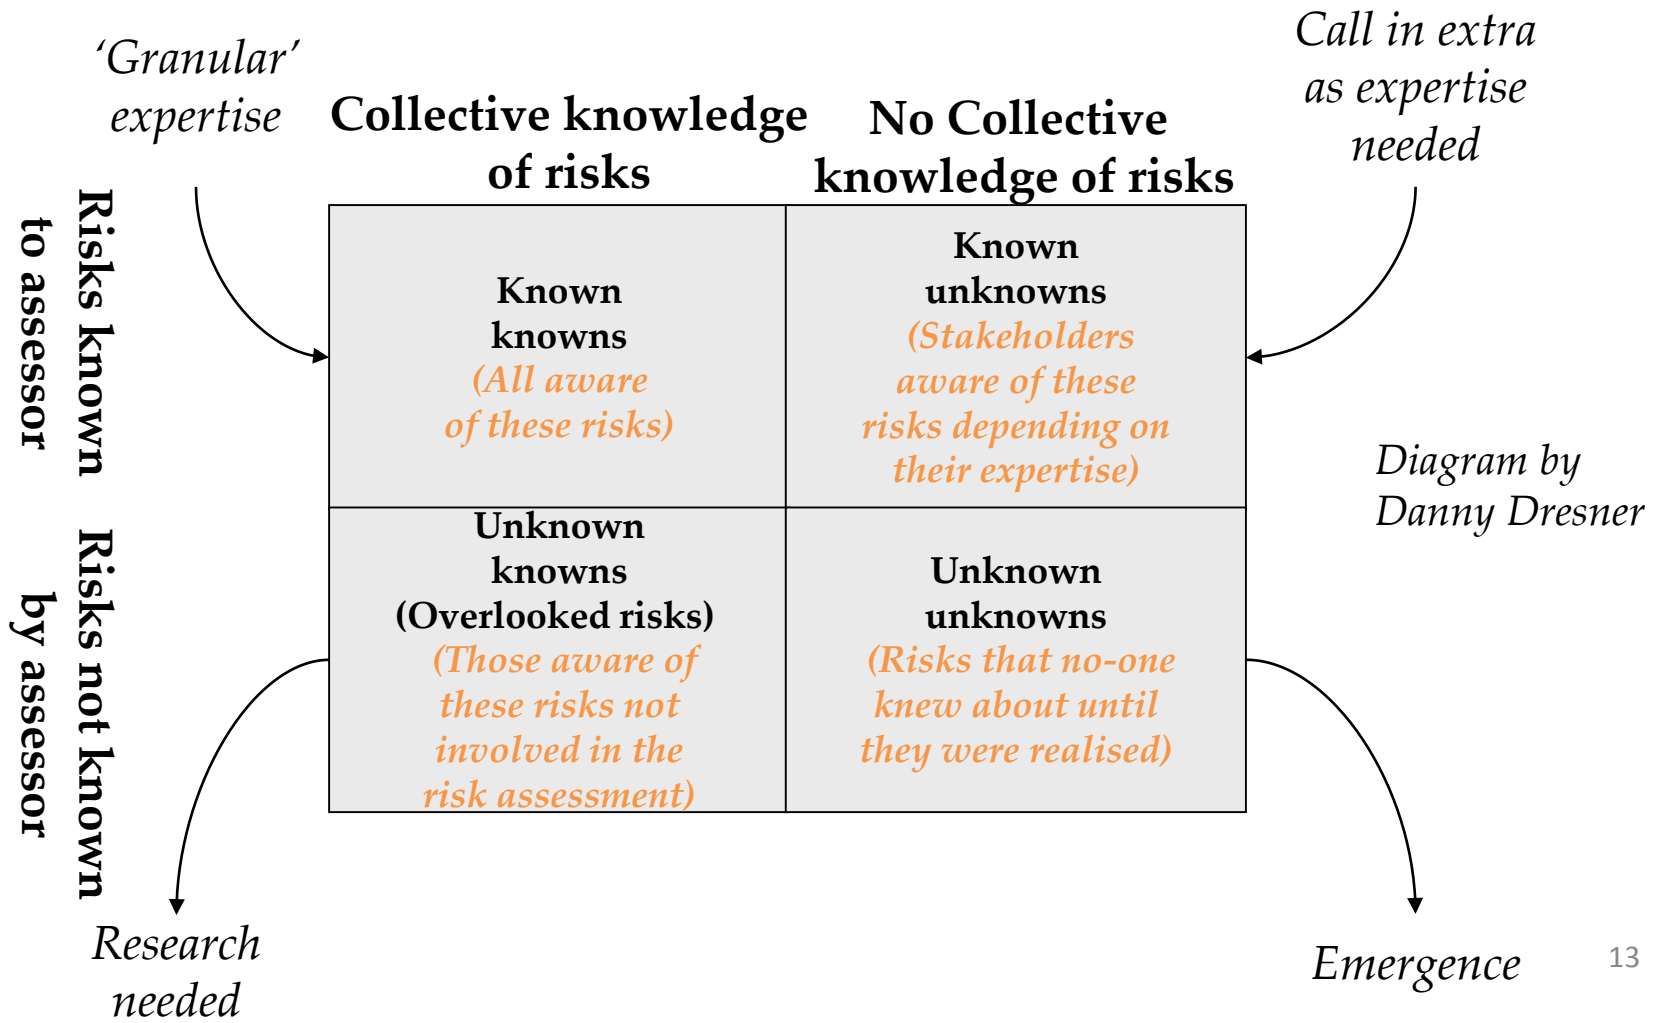 ‘Granular’
expertise
Call in extra
as expertise
needed
Collective knowledge
of risks
No Collective
knowledge of risks
Risks known
to assessor
Known
knowns
(All aware
of these risks)
Known
unknowns
(Stakeholders
aware of these
risks depending on
their expertise)
Diagram by
Danny Dresner
Risks not known
by assessor
Unknown
knowns
(Overlooked risks)
(Those aware of
these risks not
involved in the
risk assessment)
Unknown
unknowns
(Risks that no-one
knew about until
they were realised)
Research
needed
Emergence
13